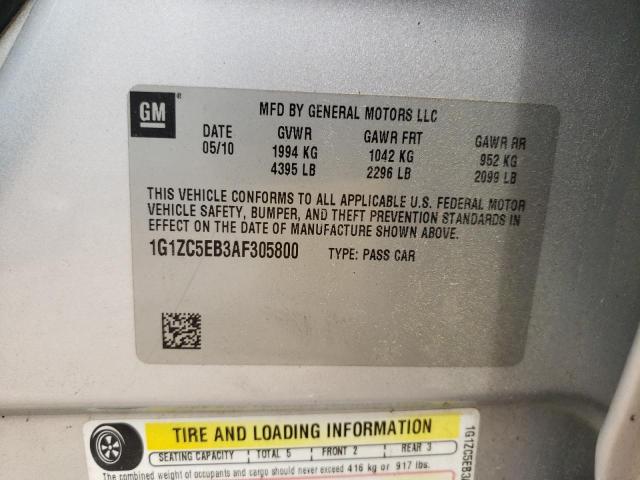 GM ® MFD BY GENERAL MOTORS LLC
DATE GVWR GAWR FRT GAWR RR
05/10 1994 KG 1042 KG 952 KG
4395 LB 2296 LB 2099 LB
THIS VEHICLE CONFORMS TO ALL APPLICABLE U.S. FEDERAL MOTOR
VEHICLE SAFETY, BUMPER, AND THEFT PREVENTION STANDARDS IN
EFFECT ON THE DATE OF MANUFACTURE SHOWN ABOVE.
1G1ZC5EB3AF305800 TYPE: PASS CAR
TIRE AND LOADING INFORMATION
SEATING CAPACITY TOTAL 5 FRONT 2 REAR 3
The combined weight of occupants and cargo should never exceed 416 kg or 917 lbs.
1G1ZC5EB3